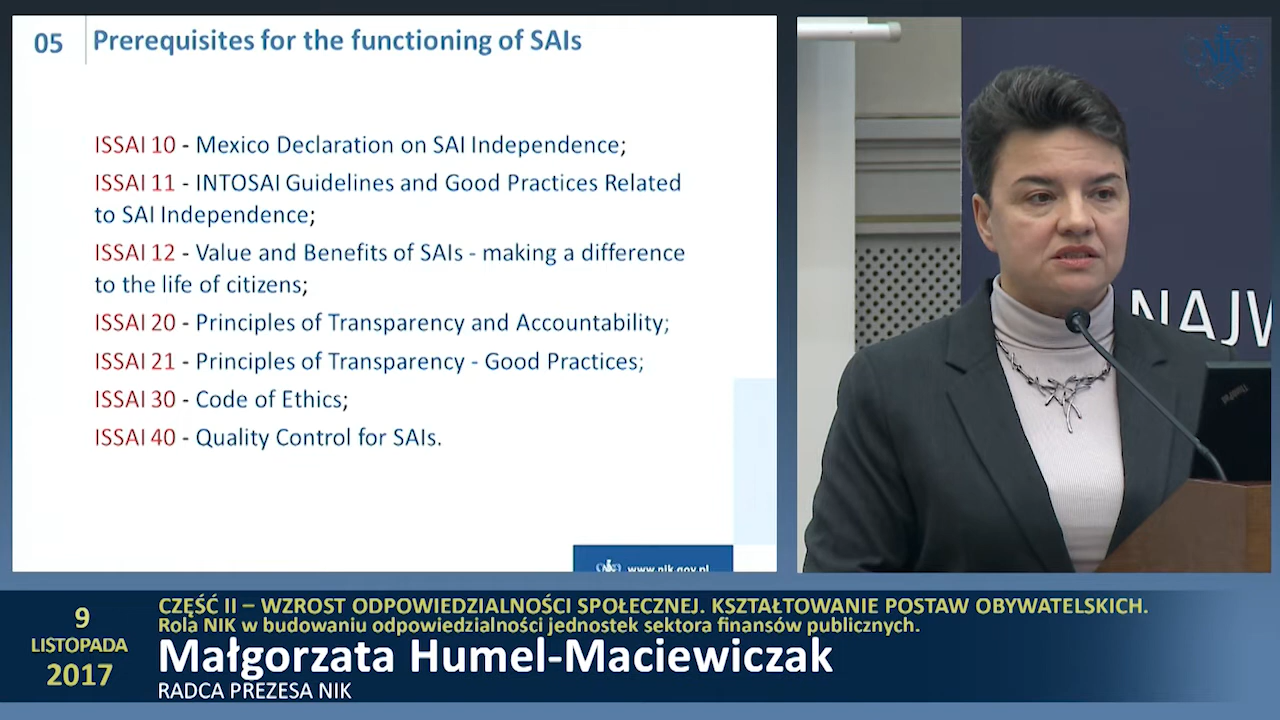 05
Prerequisites for the functioning of SAIs
ISSAI 10 - Mexico Declaration on SAI Independence;
ISSAI 11 - INTOSAI Guidelines and Good Practices Related
to SAI Independence;
ISSAI 12 - Value and Benefits of SAIs - making a difference
to the life of citizens;
ISSAI 20 - Principles of Transparency and Accountability;
ISSAI 21 - Principles of Transparency - Good Practices;
ISSAI 30 - Code of Ethics;
ISSAI 40 - Quality Control for SAIs.
www.nik.gov.pl
NIK
NAJW
ThinkPad
9
LISTOPADA
2017
CZĘŚĆ II – WZROST ODPOWIEDZIALNOŚCI SPOŁECZNEJ. KSZTAŁTOWANIE POSTAW OBYWATELSKICH.
Rola NIK w budowaniu odpowiedzialności jednostek sektora finansów publicznych.
Małgorzata Humel-Maciewiczak
RADCA PREZESA NIK